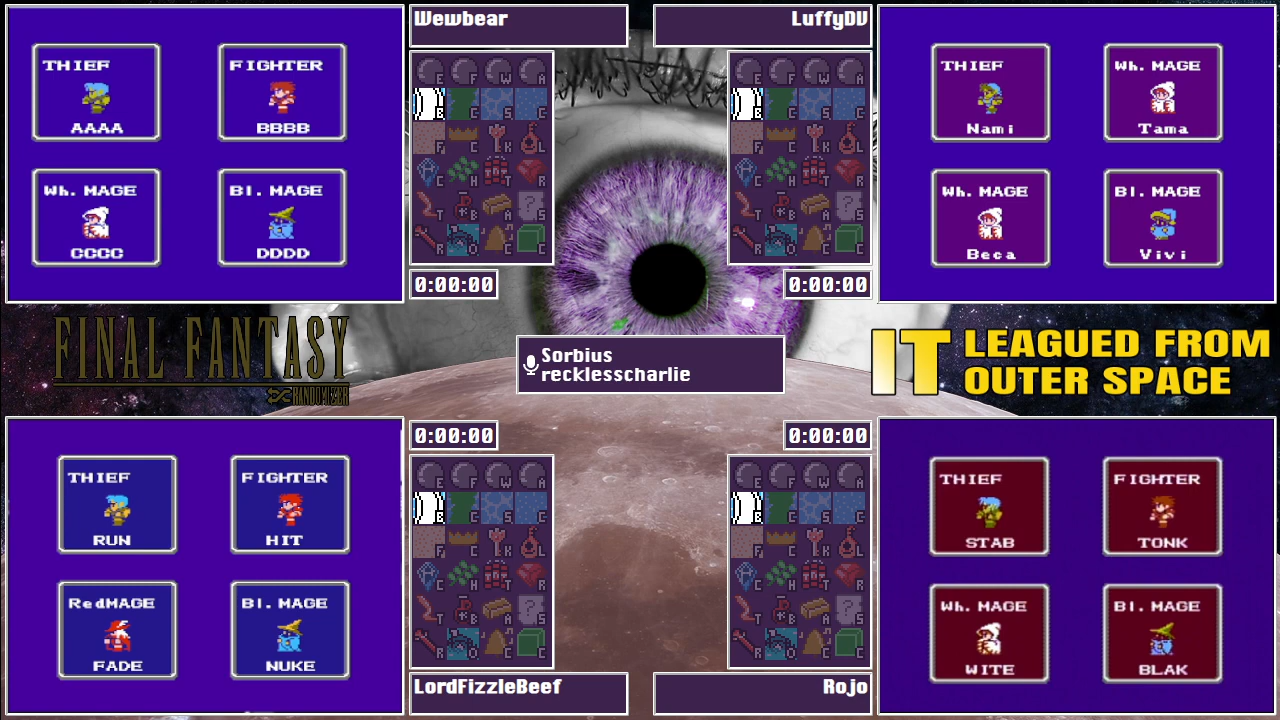 Wewbear
THIEF
AAAA
FIGHTER
BBBB
Wh. MAGE
CCCC
Bl. MAGE
DDDD
E F W A
B C S C
F C K L
C H T R
T B A S
R O C C
0:00:00
LuffyDV
E F W A
B C S C
F C K L
C H T R
T B A S
R O C C
0:00:00
THIEF
Nami
Wh. MAGE
Tama
Wh. MAGE
Beca
Bl. MAGE
Vivi
FINAL FANTASY
RANDOMIZER
Sorbius
recklesscharlie
IT LEAGUED FROM
OUTER SPACE
THIEF
RUN
FIGHTER
HIT
RedMAGE
FADE
Bl. MAGE
NUKE
0:00:00
E F W A
B C S C
F C K L
C H T R
T B A S
R O C C
LordFizzleBeef
0:00:00
E F W A
B C S C
F C K L
C H T R
T B A S
R O C C
Rojo
THIEF
STAB
FIGHTER
TONK
Wh. MAGE
WITE
Bl. MAGE
BLAK